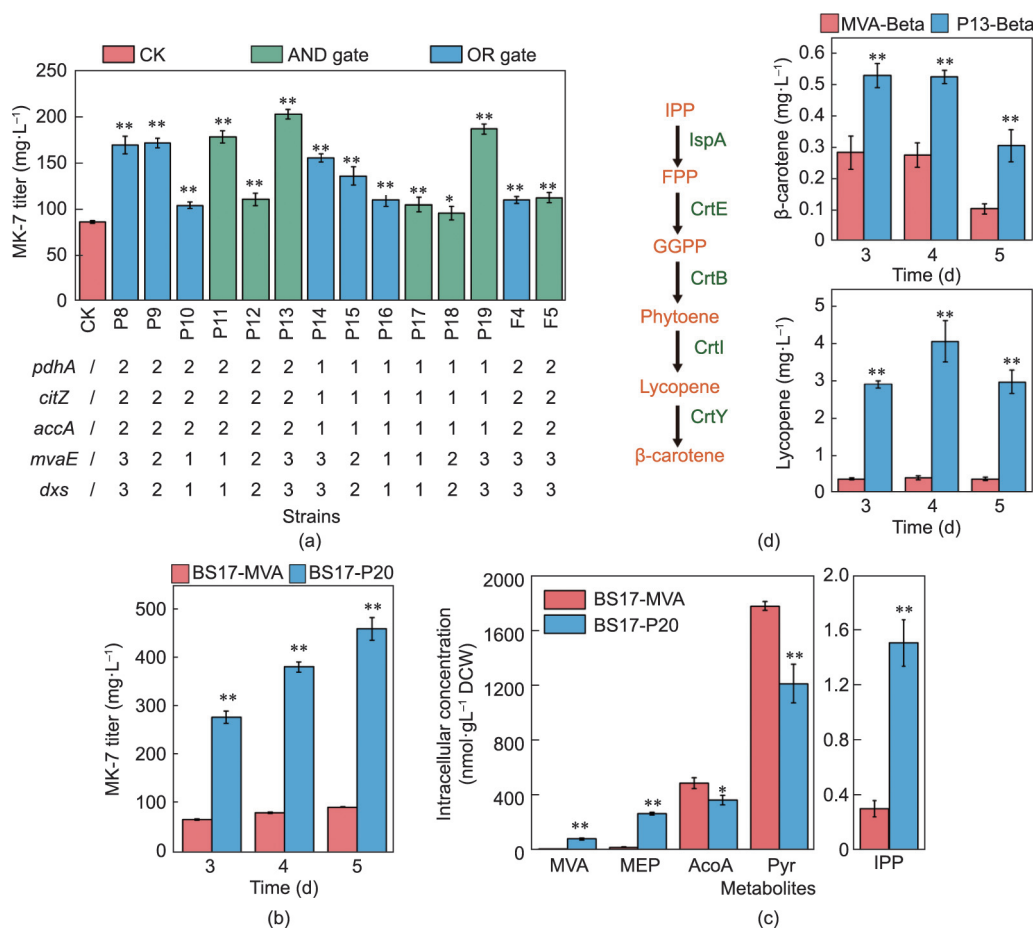 CK AND gate OR gate
MK-7 titer (mg·L⁻¹)
250
200
150
100
50
0
** ** ** ** ** ** ** ** ** ** * ** ** **
CK P8 P9 P10 P11 P12 P13 P14 P15 P16 P17 P18 P19 F4 F5
pdhA / 2 2 2 2 2 2 1 1 1 1 1 1 2 2
citZ / 2 2 2 2 2 2 1 1 1 1 1 1 2 2
accA / 2 2 2 2 2 2 1 1 1 1 1 1 2 2
mvaE / 3 2 1 1 2 3 3 2 1 1 2 3 3 3
dxs / 3 2 1 1 2 3 3 2 1 1 2 3 3 3
Strains
(a)
IPP
IspA
FPP
CrtE
GGPP
CrtB
Phytoene
CrtI
Lycopene
CrtY
β-carotene
MVA-Beta P13-Beta
β-carotene (mg·L⁻¹)
0.6
0.5
0.4
0.3
0.1
0
** ** **
3 4 5
Time (d)
Lycopene (mg·L⁻¹)
5
4
3
2
1
0
** ** **
3 4 5
Time (d)
(d)
BS17-MVA BS17-P20
MK-7 titer (mg·L⁻¹)
500
400
300
200
100
0
** ** **
3 4 5
Time (d)
(b)
Intracellular concentration
(nmol·gL⁻¹ DCW)
2000
1600
1200
800
400
0
BS17-MVA
BS17-P20
** ** * **
MVA MEP AcoA Pyr
2.0
1.6
1.2
0.8
0.4
0
**
IPP
Metabolites
(c)